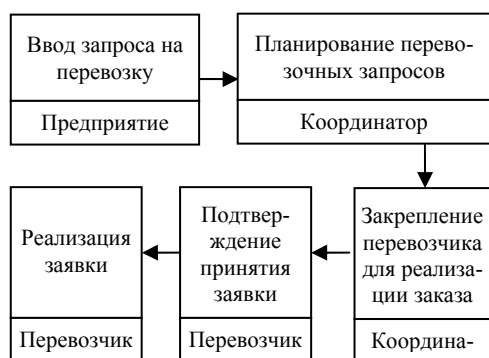 Ввод запроса на
перевозку
Предприятие
Планирование перево-
зочных запросов
Координатор
Закрепление
перевозчика
для реализа-
ции заказа
Координа-
Подтвер-
ждение
принятия
заявки
Перевозчик
Реализация
заявки
Перевозчик